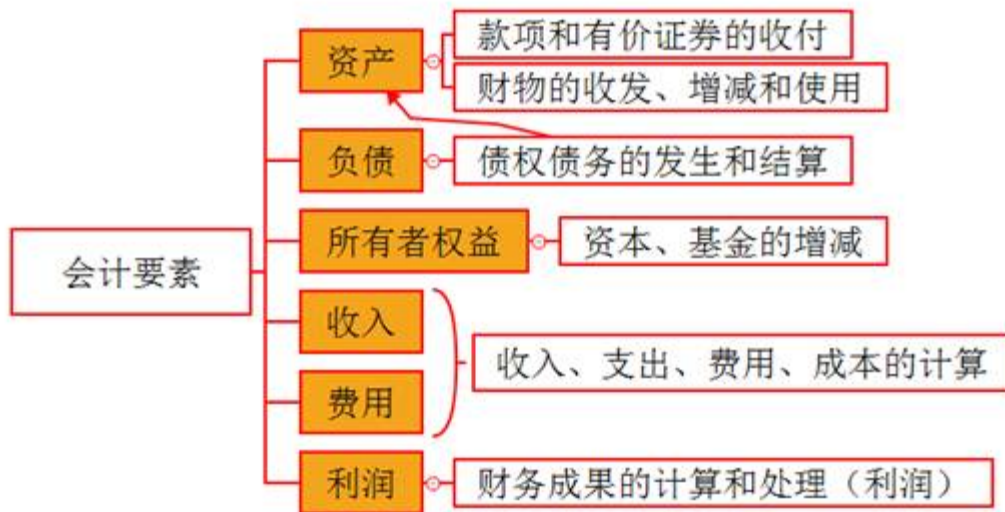 会计要素
资产
款项和有价证券的收付
财物的收发、增减和使用
负债
债权债务的发生和结算
所有者权益
资本、基金的增减
收入
费用
收入、支出、费用、成本的计算
利润
财务成果的计算和处理（利润）